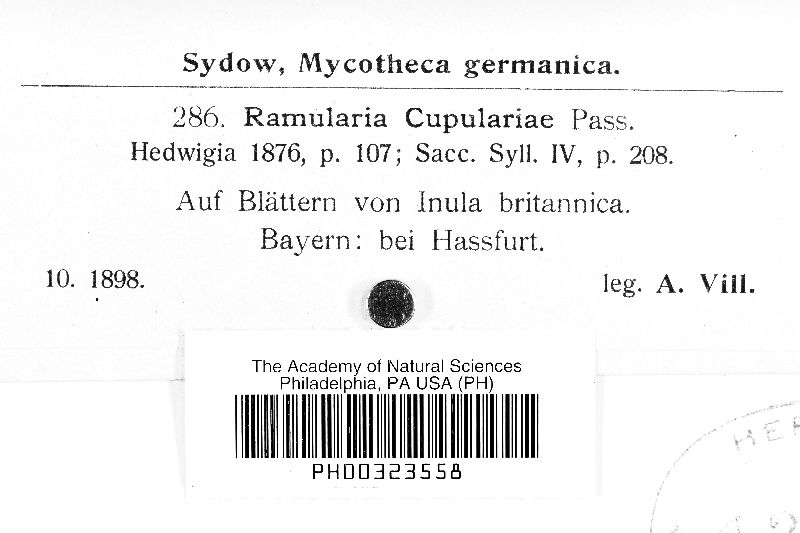 Sydow, Mycotheca germanica.
286. Ramularia Cupulariae Pass.
Hedwigia 1876, p. 107; Sacc. Syll. IV, p. 208.
Auf Blättern von Inula britannica.
Bayern: bei Hassfurt.
10. 1898.
leg. A. Vill.
The Academy of Natural Sciences
Philadelphia, PA USA (PH)
PH00323558